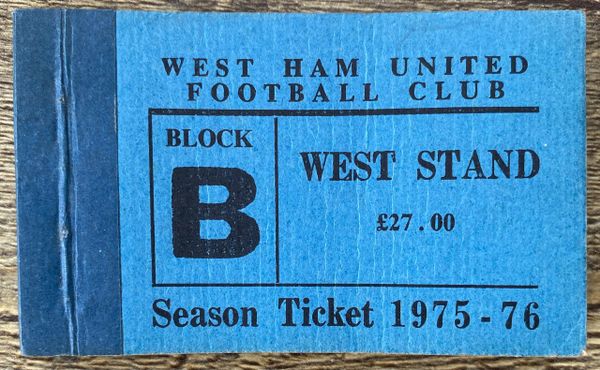 WEST HAM UNITED
FOOTBALL CLUB
BLOCK
B
WEST STAND
£27.00
Season Ticket 1975-76